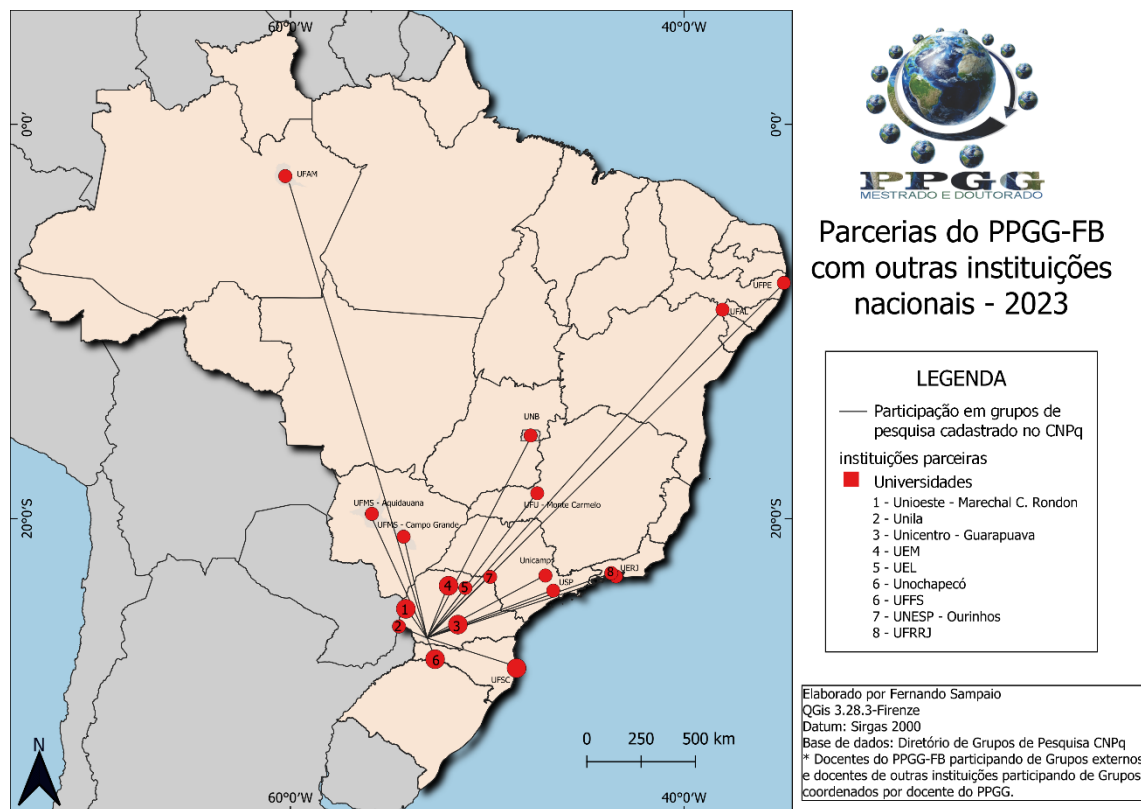 60°0'W
40°0'W
0°0'
0°0'
UFAM
UFPE
UFAL
UNB
UFMS - Aquidauana
UFU - Monte Carmelo
UFMS - Campo Grande
20°0'S
20°0'S
Unicamp
USP
8
UERJ
7
4
5
1
2
3
6
UFSC
N
0 250 500 km
60°0'W
40°0'W
PPGG
MESTRADO E DOUTORADO
Parcerias do PPGG-FB
com outras instituições
nacionais - 2023
LEGENDA
Participação em grupos de
pesquisa cadastrado no CNPq
instituições parceiras
Universidades
1 - Unioeste - Marechal C. Rondon
2 - Unila
3 - Unicentro - Guarapuava
4 - UEM
5 - UEL
6 - Unochapecó
6 - UFFS
7 - UNESP - Ourinhos
8 - UFRRJ
Elaborado por Fernando Sampaio
QGis 3.28.3-Firenze
Datum: Sirgas 2000
Base de dados: Diretório de Grupos de Pesquisa CNPq
* Docentes do PPGG-FB participando de Grupos externos
e docentes de outras instituições participando de Grupos
coordenados por docente do PPGG.